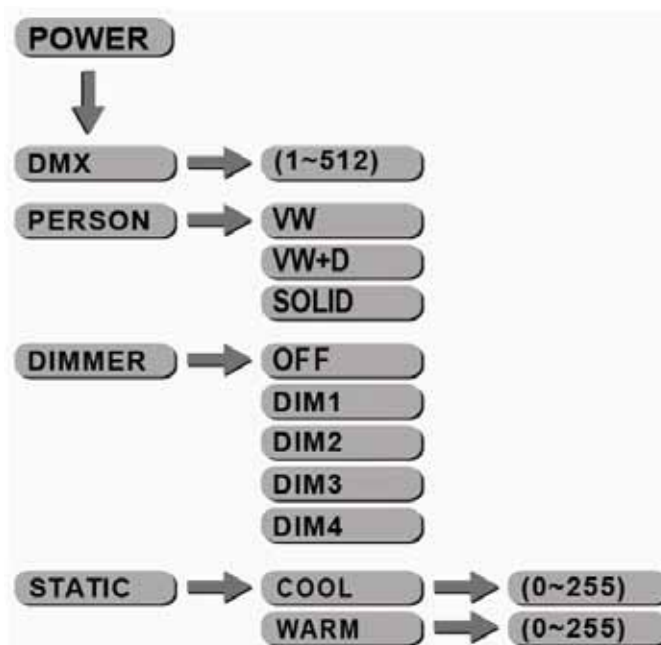 POWER
DMX (1~512)
PERSON VW
VW+D
SOLID
DIMMER OFF
DIM1
DIM2
DIM3
DIM4
STATIC COOL (0~255)
WARM (0~255)